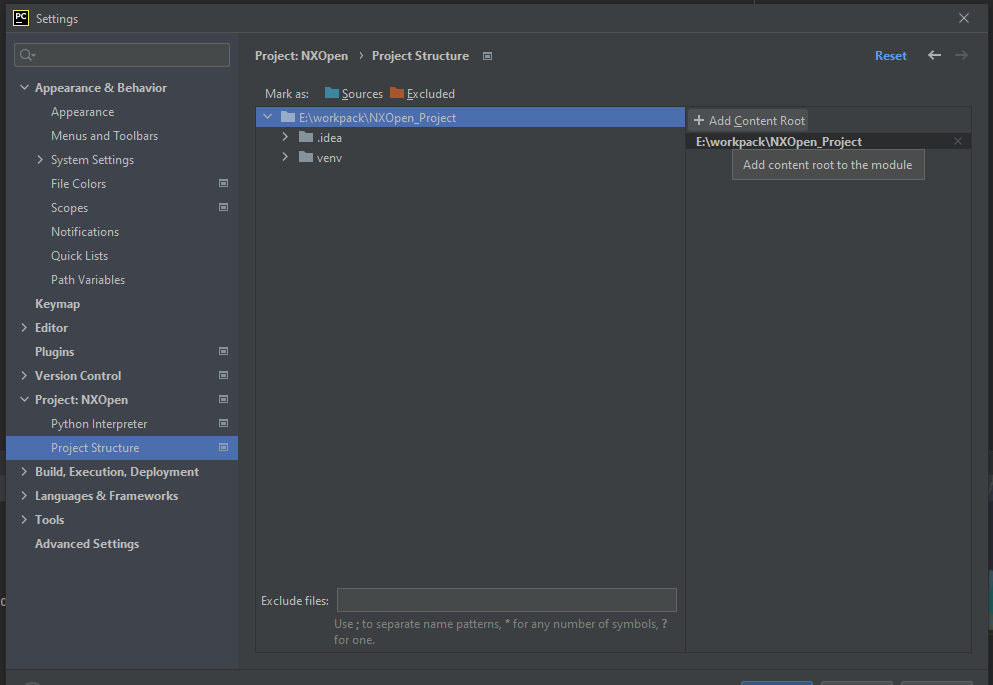 PC Settings
Project: NXOpen › Project Structure
Reset
Appearance & Behavior
Appearance
Menus and Toolbars
System Settings
File Colors
Scopes
Notifications
Quick Lists
Path Variables
Keymap
Editor
Plugins
Version Control
Project: NXOpen
Python Interpreter
Project Structure
Build, Execution, Deployment
Languages & Frameworks
Tools
Advanced Settings
Mark as: Sources Excluded
E:\workpack\NXOpen_Project
.idea
venv
+ Add Content Root
E:\workpack\NXOpen_Project
Add content root to the module
Exclude files:
Use ; to separate name patterns, * for any number of symbols, ?
for one.